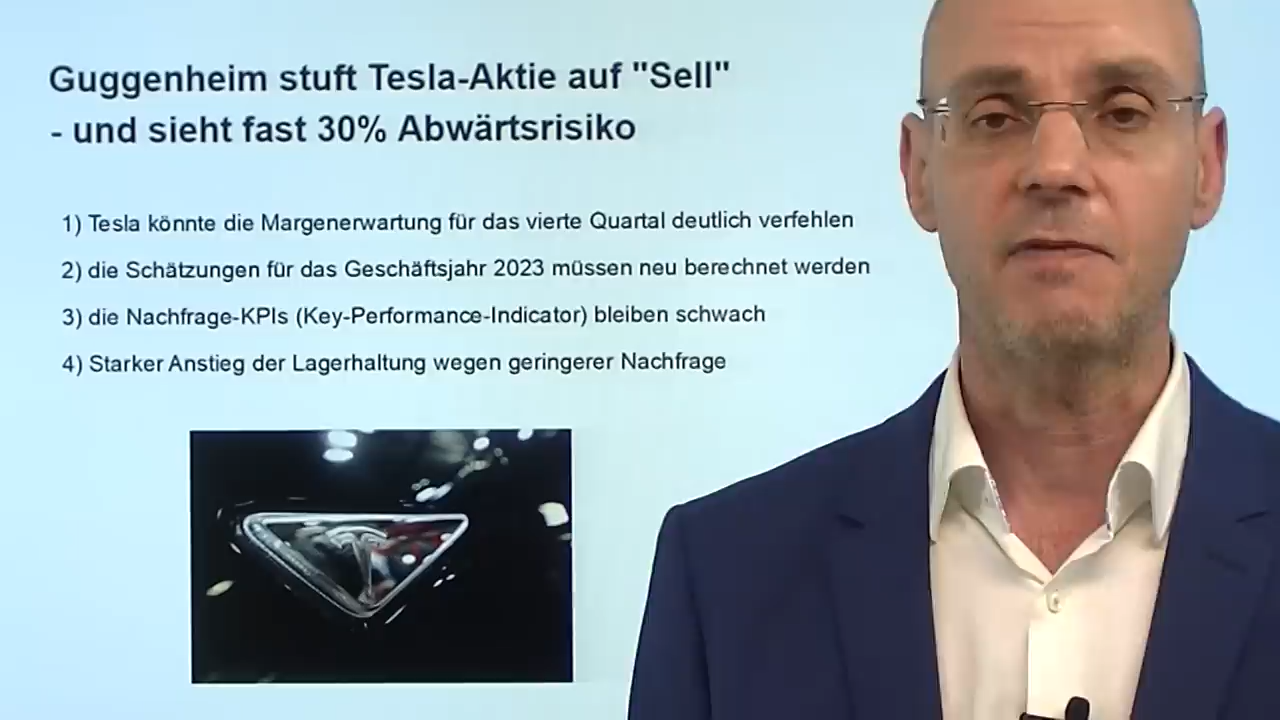 Guggenheim stuft Tesla-Aktie auf "Sell"
- und sieht fast 30% Abwärtsrisiko
1) Tesla könnte die Margenerwartung für das vierte Quartal deutlich verfehlen
2) die Schätzungen für das Geschäftsjahr 2023 müssen neu berechnet werden
3) die Nachfrage-KPIs (Key-Performance-Indicator) bleiben schwach
4) Starker Anstieg der Lagerhaltung wegen geringerer Nachfrage